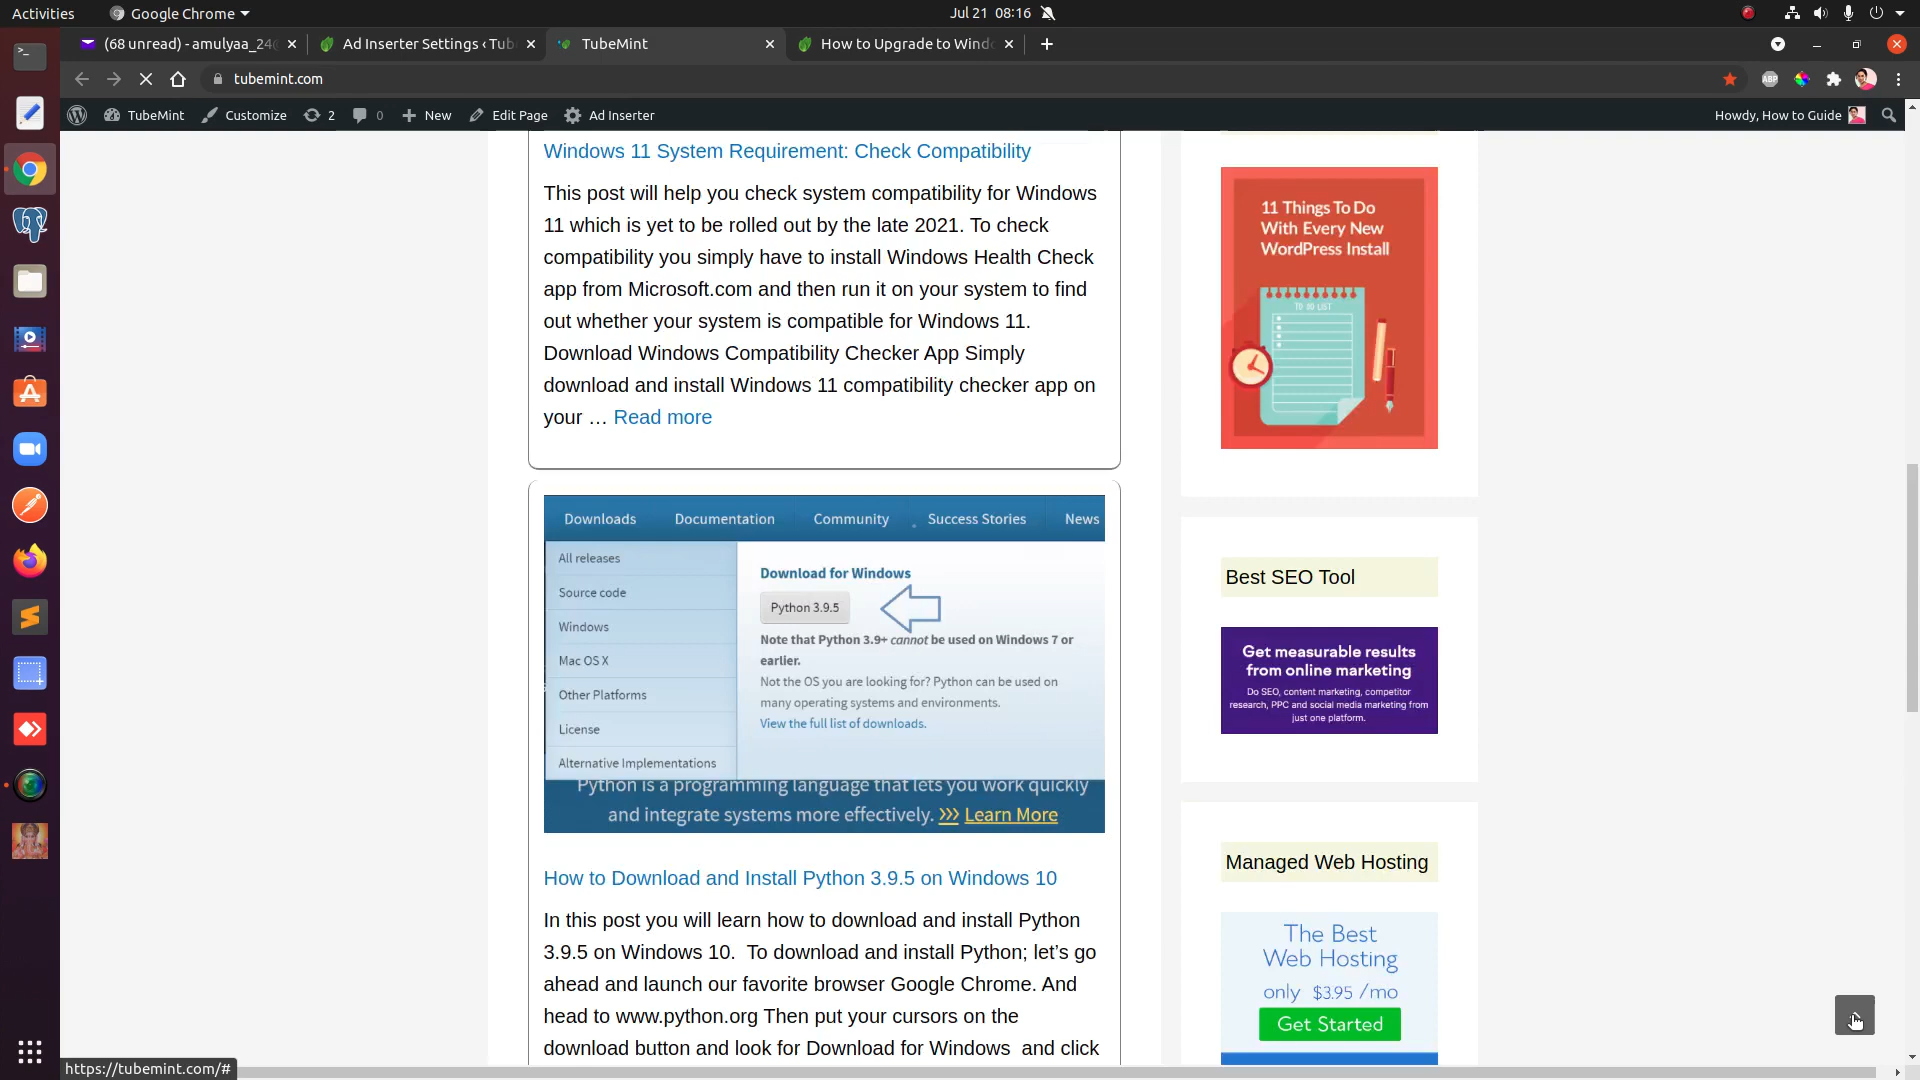 Activities
Google Chrome
Jul 21 08:16
(68 unread) - amulyaa_24
Ad Inserter Settings ‹ Tub
TubeMint
How to Upgrade to Wind
tubemint.com
ABP
TubeMint
Customize
2
0
New
Edit Page
Ad Inserter
Howdy, How to Guide
Windows 11 System Requirement: Check Compatibility
This post will help you check system compatibility for Windows
11 which is yet to be rolled out by the late 2021. To check
compatibility you simply have to install Windows Health Check
app from Microsoft.com and then run it on your system to find
out whether your system is compatible for Windows 11.
Download Windows Compatibility Checker App Simply
download and install Windows 11 compatibility checker app on
your … Read more
Downloads
Documentation
Community
Success Stories
News
All releases
Source code
Windows
Mac OS X
Other Platforms
License
Alternative Implementations
Download for Windows
Python 3.9.5
Note that Python 3.9+ cannot be used on Windows 7 or
earlier.
Not the OS you are looking for? Python can be used on
many operating systems and environments.
View the full list of downloads.
Python is a programming language that lets you work quickly
and integrate systems more effectively. >>> Learn More
How to Download and Install Python 3.9.5 on Windows 10
In this post you will learn how to download and install Python
3.9.5 on Windows 10.  To download and install Python; let’s go
ahead and launch our favorite browser Google Chrome. And
head to www.python.org Then put your cursors on the
download button and look for Download for Windows  and click
11 Things To Do
With Every New
WordPress Install
TO DO LIST
Best SEO Tool
Get measurable results
from online marketing
Do SEO, content marketing, competitor
research, PPC and social media marketing from
just one platform.
Managed Web Hosting
The Best
Web Hosting
only $3.95 /mo
Get Started
https://tubemint.com/#